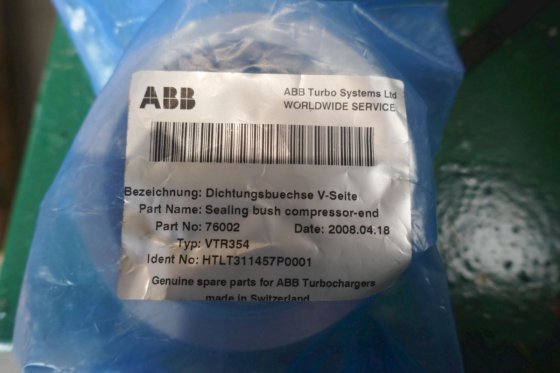 ABB
ABB Turbo Systems Ltd
WORLDWIDE SERVICE
Bezeichnung: Dichtungsbuechse V-Seite
Part Name: Sealing bush compressor-end
Part No: 76002 Date: 2008.04.18
Typ: VTR354
Ident No: HTLT311457P0001
Genuine spare parts for ABB Turbochargers
made in Switzerland